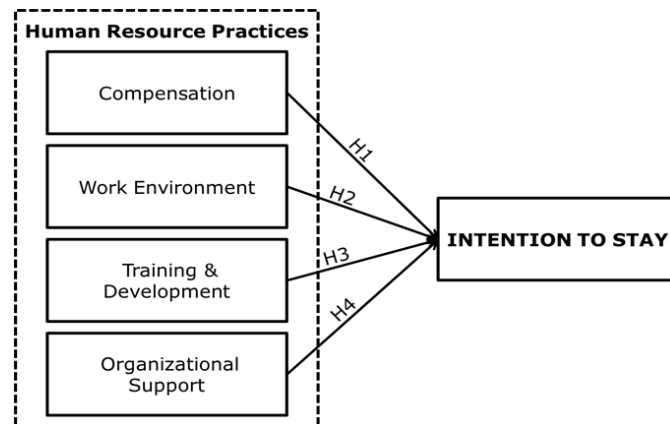 Human Resource Practices
Compensation
H1
Work Environment
H2
INTENTION TO STAY
Training &
Development
H3
H4
Organizational
Support